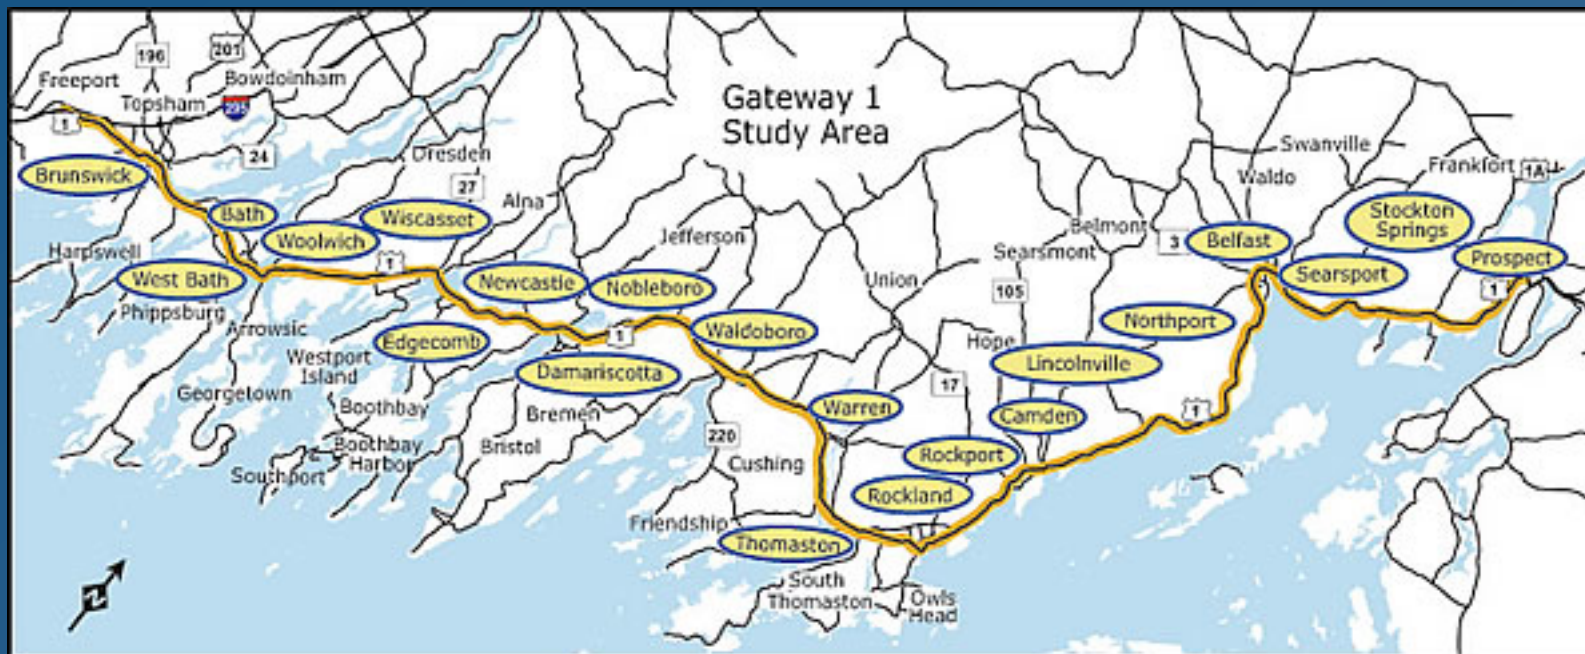 Gateway 1
Study Area
196
201
Freeport
Bowdoinham
Topsham
295
1
24
Dresden
Brunswick
27
Alna
Bath
Wiscasset
Woolwich
Harpswell
West Bath
1
Phippsburg
Arrowsic
Newcastle
Nobleboro
Jefferson
Edgecomb
1
Waldoboro
Westport
Island
Damariscotta
Georgetown
Boothbay
Bremen
Boothbay
Harbor
Bristol
Southport
220
Cushing
Friendship
Thomaston
South
Thomaston
Owls
Head
Warren
Union
17
Hope
105
Searsmont
Belmont
3
Rockport
Rockland
Camden
Lincolnville
Northport
1
Belfast
Waldo
Swanville
Searsport
Stockton
Springs
Frankfort
1A
Prospect
1
N